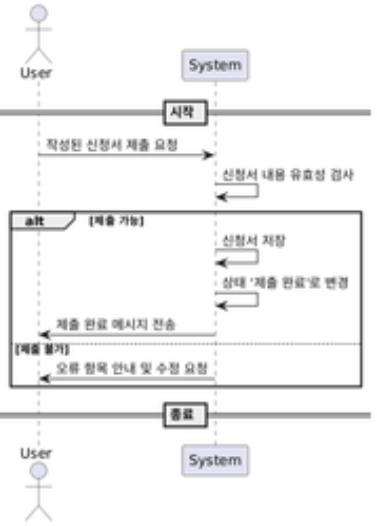 User
System
시작
작성된 신청서 제출 요청
신청서 내용 유효성 검사
alt [제출 가능]
신청서 저장
상태 '제출 완료'로 변경
제출 완료 메시지 전송
[제출 불가]
오류 항목 안내 및 수정 요청
종료
User
System